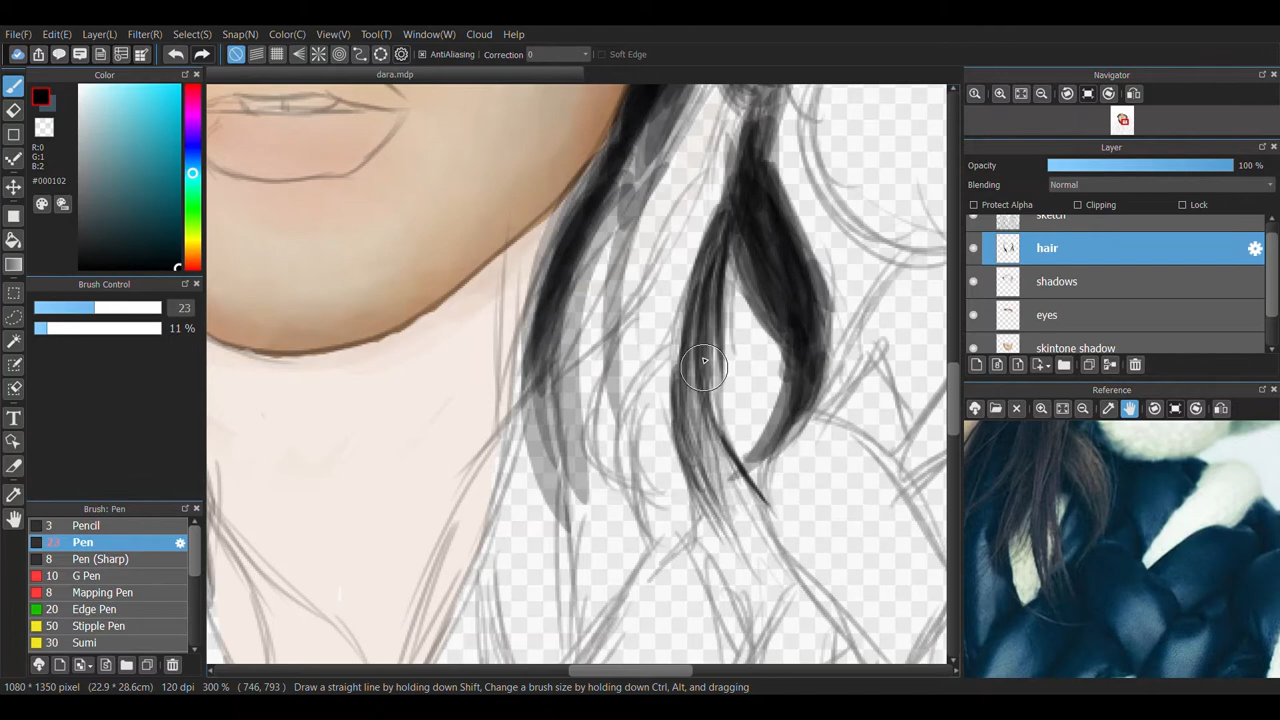 File(F) Edit(E) Layer(L) Filter(R) Select(S) Snap(N) Color(C) View(V) Tool(T) Window(W) Cloud Help
AntiAliasing Correction 0 Soft Edge
Color
dara.mdp
Navigator
R:0
G:1
B:2
#000102
Layer
Opacity 100 %
Blending Normal
Protect Alpha Clipping Lock
sketch
hair
shadows
eyes
skintone shadow
Brush Control
23
11 %
Reference
Brush: Pen
3 Pencil
23 Pen
8 Pen (Sharp)
10 G Pen
8 Mapping Pen
20 Edge Pen
50 Stipple Pen
30 Sumi
1080 * 1350 pixel (22.9 * 28.6cm) 120 dpi 300 % ( 746, 793 ) Draw a straight line by holding down Shift, Change a brush size by holding down Ctrl, Alt, and dragging